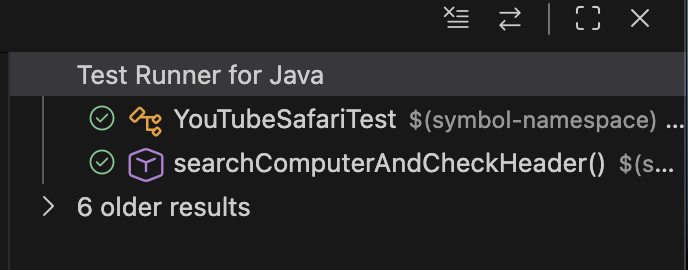 Test Runner for Java
YouTubeSafariTest $(symbol-namespace) ...
searchComputerAndCheckHeader() $(s...
6 older results